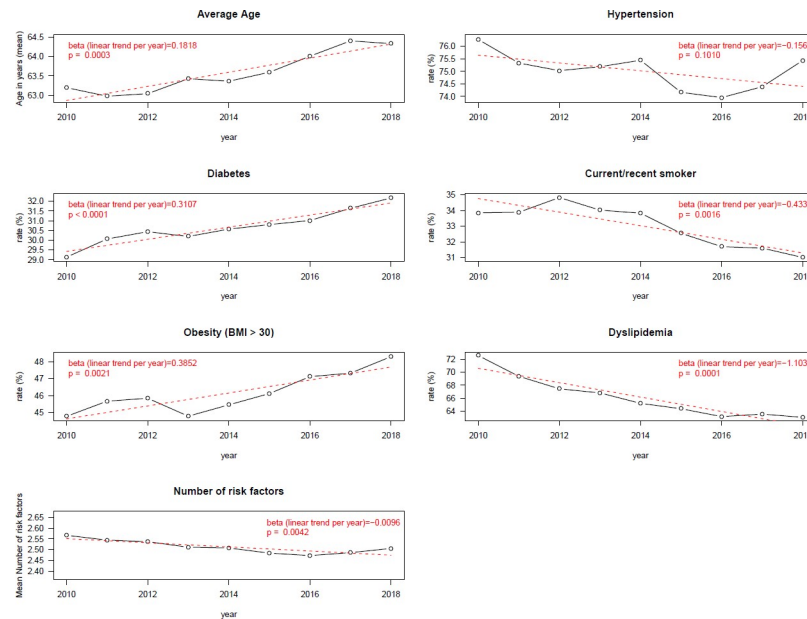 Average Age
Age in years (mean)
64.5
64.0
63.5
63.0
beta (linear trend per year)=0.1818
p = 0.0003
2010 2012 2014 2016 2018
year
Hypertension
rate (%)
76.0
75.5
75.0
74.5
74.0
beta (linear trend per year)=−0.156
p = 0.1010
2010 2012 2014 2016 201
year
Diabetes
rate (%)
32.0
31.5
31.0
30.5
30.0
29.5
29.0
beta (linear trend per year)=0.3107
p < 0.0001
2010 2012 2014 2016 2018
year
Current/recent smoker
rate (%)
35
34
33
32
31
beta (linear trend per year)=−0.433
p = 0.0016
2010 2012 2014 2016 201
year
Obesity (BMI > 30)
rate (%)
48
47
46
45
beta (linear trend per year)=0.3852
p = 0.0021
2010 2012 2014 2016 2018
year
Dyslipidemia
rate (%)
72
70
68
66
64
beta (linear trend per year)=−1.103
p = 0.0001
2010 2012 2014 2016 201
year
Number of risk factors
Mean Number of risk factors
2.65
2.60
2.55
2.50
2.45
2.40
beta (linear trend per year)=−0.0096
p = 0.0042
2010 2012 2014 2016 2018
year